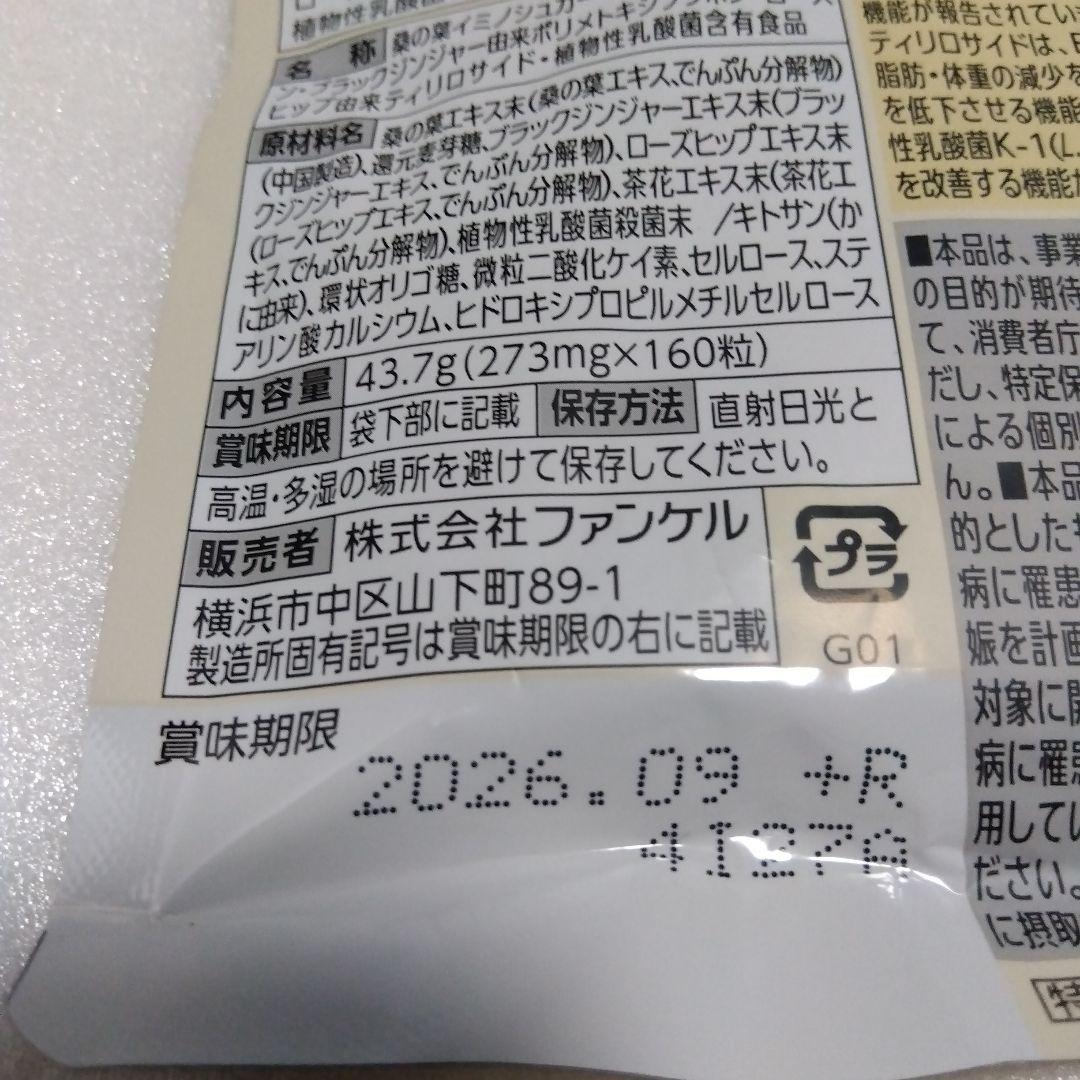 植物性乳酸菌
名称 桑の葉イミノシュガー
ン・ブラックジンジャー由来ポリメトキシフラボン・ローズ
ヒップ由来ティリロサイド・植物性乳酸菌含有食品
原材料名 桑の葉エキス末(桑の葉エキス、でんぷん分解物)
(中国製造)、還元麦芽糖、ブラックジンジャーエキス末(ブラッ
クジンジャーエキス、でんぷん分解物)、ローズヒップエキス末
(ローズヒップエキス、でんぷん分解物)、茶花エキス末(茶花エ
キス、でんぷん分解物)、植物性乳酸菌殺菌末 /キトサン(か
に由来)、環状オリゴ糖、微粒二酸化ケイ素、セルロース、ステ
アリン酸カルシウム、ヒドロキシプロピルメチルセルロース
内容量 43.7g(273mg×160粒)
賞味期限 袋下部に記載 保存方法 直射日光と
高温・多湿の場所を避けて保存してください。
販売者 株式会社ファンケル
横浜市中区山下町89-1
製造所固有記号は賞味期限の右に記載
プラ
G01
賞味期限
2026.09 +R
4I27A
機能が報告されてい
ティリロサイドは、
脂肪・体重の減少を
を低下させる機能
性乳酸菌K-1(L.
を改善する機能
■本品は、事業
の目的が期待
て、消費者庁
だし、特定保
による個別
ん。■本品
的とした
病に罹患
娠を計画
対象に開
病に罹患
用してい
ださい。
に摂取
特